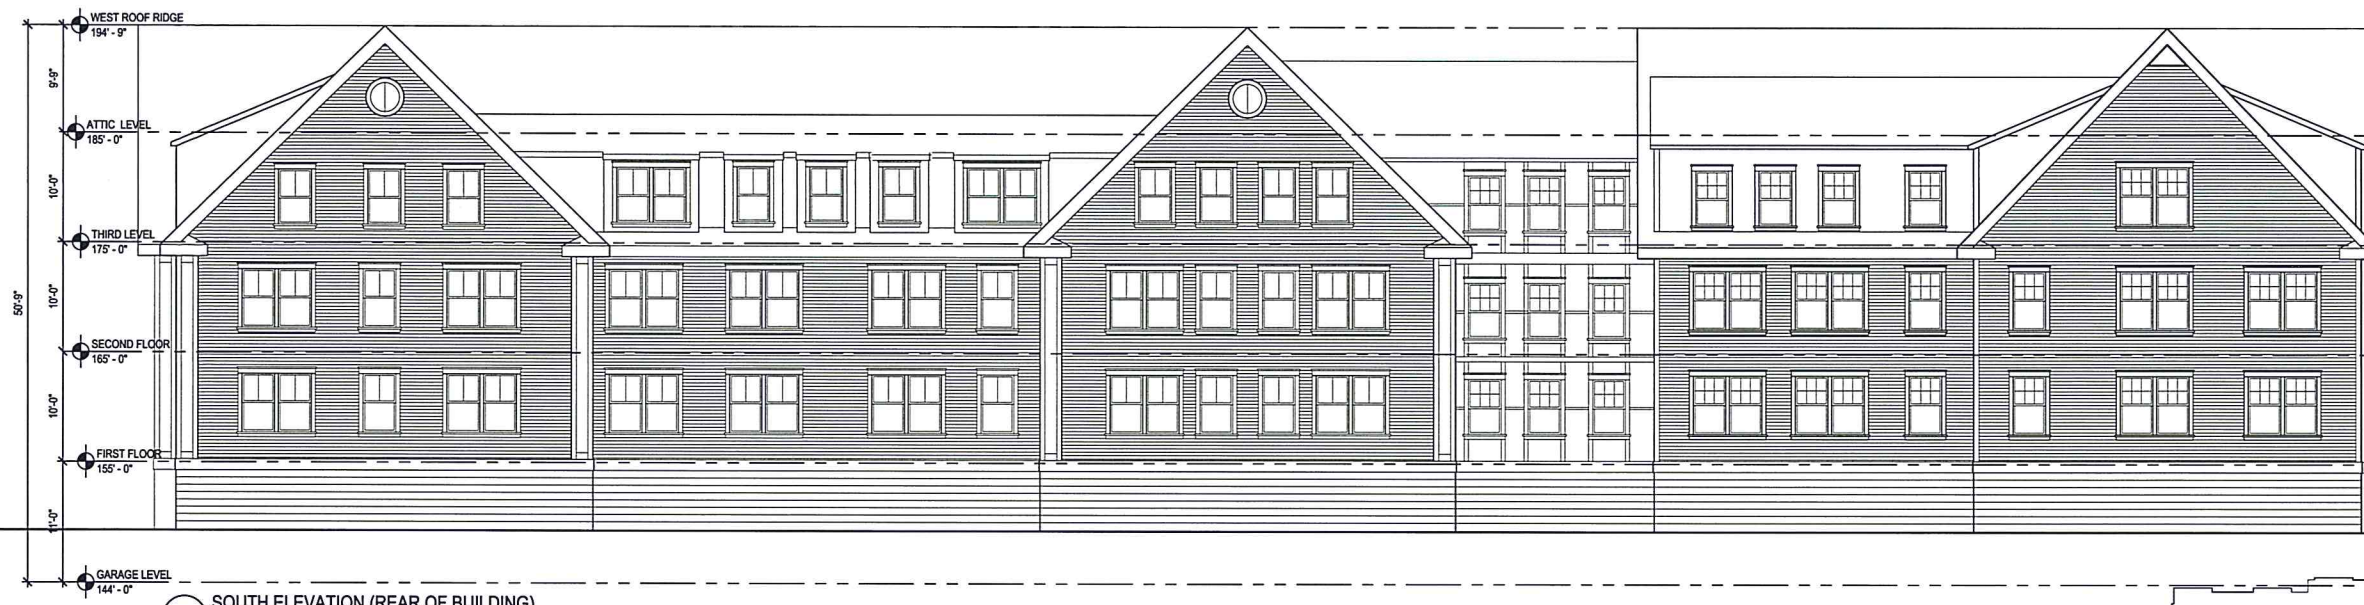 WEST ROOF RIDGE
194' - 9"
9'-9"
ATTIC LEVEL
185' - 0"
10'-0"
THIRD LEVEL
175' - 0"
50'-9"
10'-0"
SECOND FLOOR
165' - 0"
10'-0"
FIRST FLOOR
155' - 0"
11'-0"
GARAGE LEVEL
144' - 0"
SOUTH ELEVATION (REAR OF BUILDING)